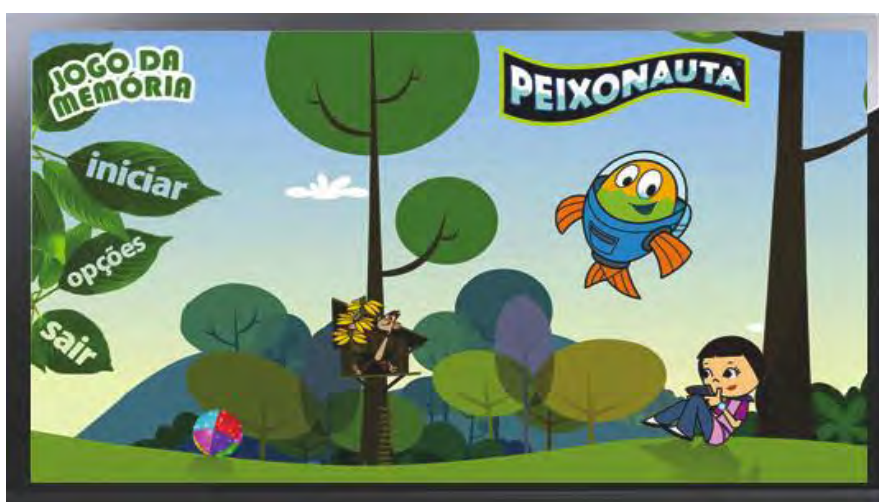 JOGO DA
MEMÓRIA
PEIXONAUTA
iniciar
opções
sair